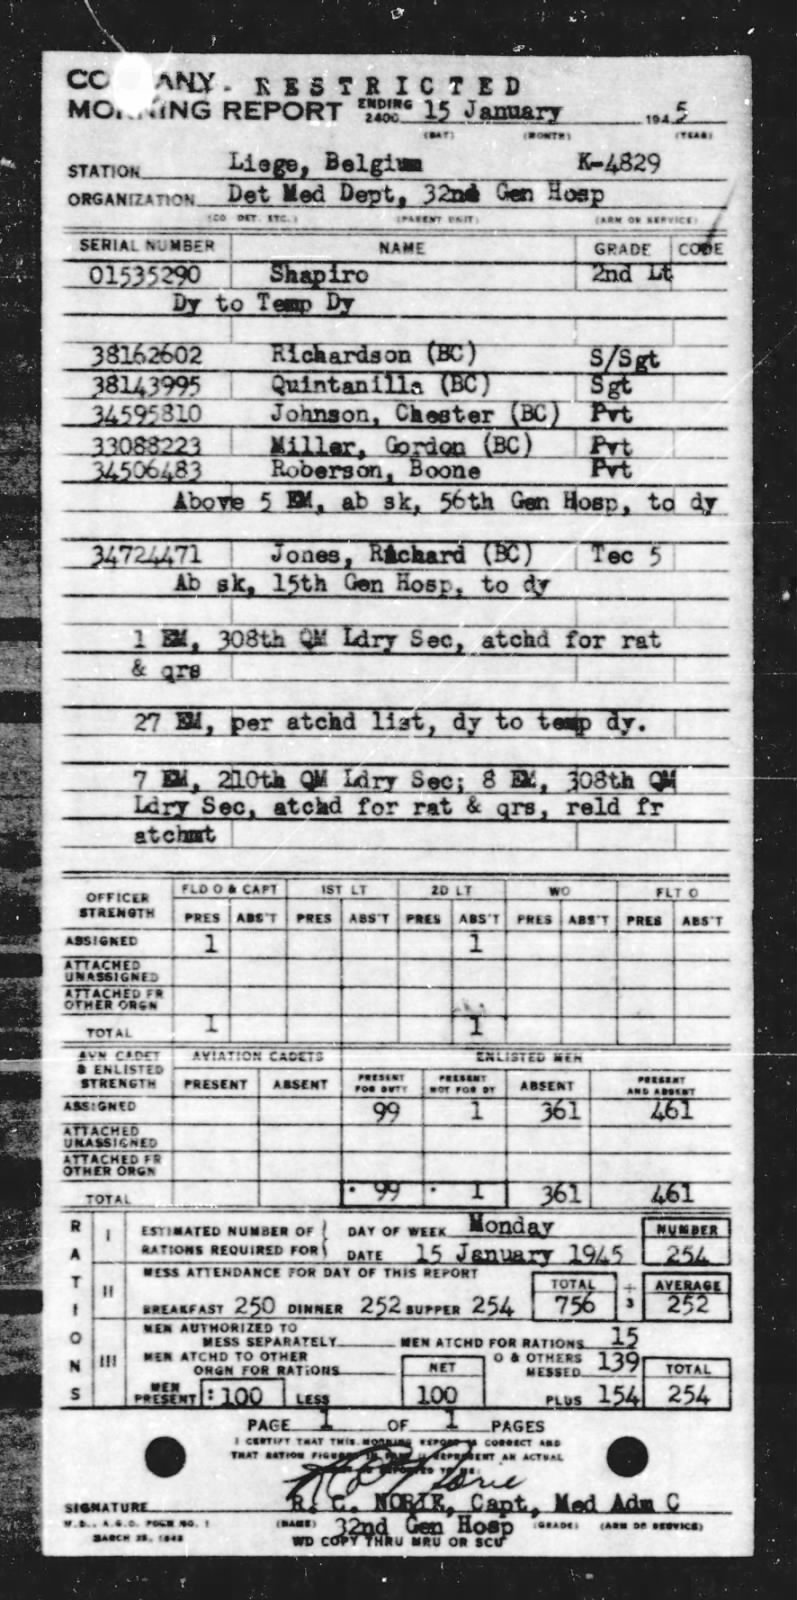 COMPANY. RESTRICTED
MORNING REPORT ENDING 2400 15 January 1945
(DAY) (MONTH) (YEAR)
STATION Liege, Belgium K-4829
ORGANIZATION Det Med Dept, 32nd Gen Hosp
(CO. DET. ETC.) (PARENT UNIT) (ARM OR SERVICE)
SERIAL NUMBER NAME GRADE CODE
01535290 Shapiro 2nd Lt
Dy to Temp Dy
38162602 Richardson (BC) S/Sgt
38143995 Quintanilla (BC) Sgt
34595810 Johnson, Chester (BC) Pvt
33088223 Miller, Gordon (BC) Pvt
34506483 Roberson, Boone Pvt
Above 5 EM, ab sk, 56th Gen Hosp, to dy
34724471 Jones, Richard (BC) Tec 5
Ab sk, 15th Gen Hosp, to dy
1 EM, 308th QM Ldry Sec, atchd for rat
& qrs
27 EM, per atchd list, dy to temp dy.
7 EM, 210th QM Ldry Sec; 8 EM, 308th QM
Ldry Sec, atchd for rat & qrs, reld fr
atchmt
OFFICER STRENGTH FLD O & CAPT 1ST LT 2D LT WO FLT O
PRES ABS'T PRES ABS'T PRES ABS'T PRES ABS'T PRES ABS'T
ASSIGNED 1 1
ATTACHED UNASSIGNED
ATTACHED FR OTHER ORGN
TOTAL 1 1
AVN CADET & ENLISTED STRENGTH AVIATION CADETS ENLISTED MEN
PRESENT ABSENT PRESENT FOR DUTY PRESENT NOT FOR DY ABSENT PRESENT AND ABSENT
ASSIGNED 99 1 361 461
ATTACHED UNASSIGNED
ATTACHED FR OTHER ORGN
TOTAL 99 1 361 461
RATIONS
I ESTIMATED NUMBER OF RATIONS REQUIRED FOR DAY OF WEEK Monday NUMBER
DATE 15 January 1945 254
II MESS ATTENDANCE FOR DAY OF THIS REPORT TOTAL ÷ AVERAGE
BREAKFAST 250 DINNER 252 SUPPER 254 756 3 252
III MEN AUTHORIZED TO MESS SEPARATELY MEN ATCHD FOR RATIONS 15
MEN ATCHD TO OTHER ORGN FOR RATIONS NET O & OTHERS MESSED 139 TOTAL
MEN PRESENT : 100 LESS 100 PLUS 154 254
PAGE 1 OF 1 PAGES
I CERTIFY THAT THIS MORNING REPORT IS CORRECT AND
THAT RATION FIGURES IN PART III REPRESENT AN ACTUAL
SIGNATURE R. C. Capt, Med Adm C
W.D., A.G.O. FORM NO. 1 (NAME) 32nd Gen Hosp (GRADE) (ARM OR SERVICE)
MARCH WD COPY THRU MRU OR SCU